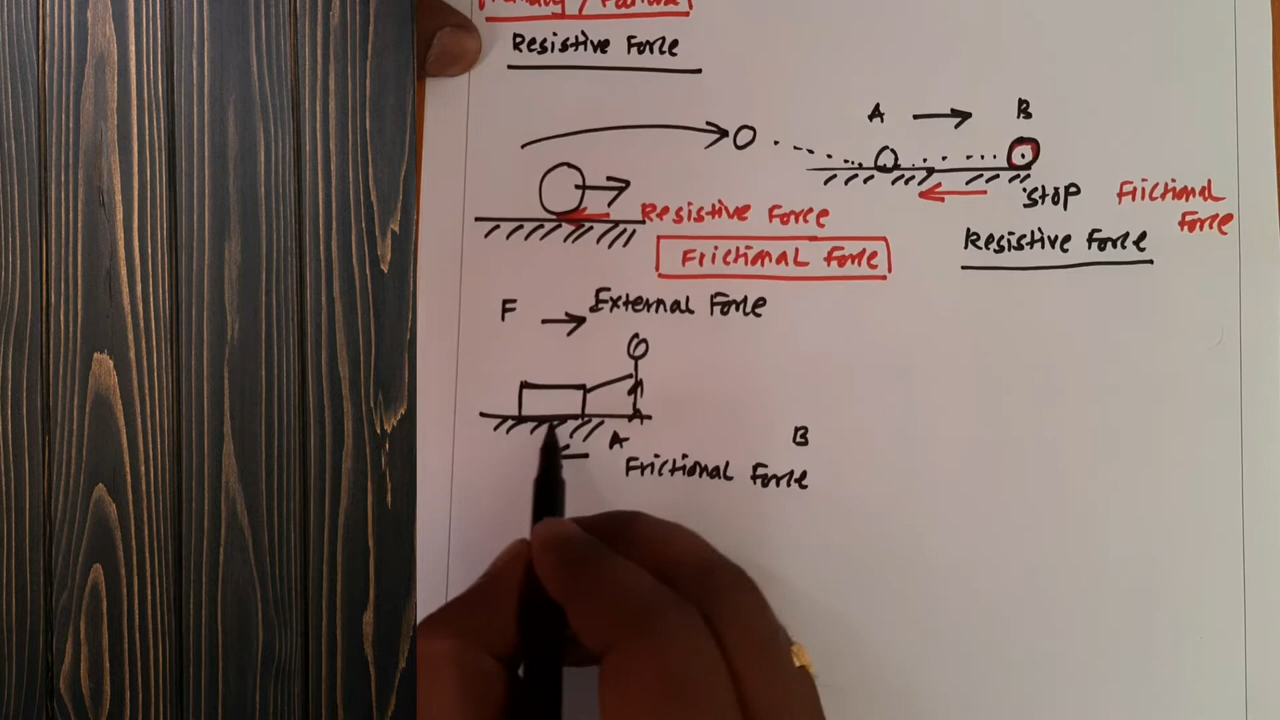 Resistive Force
A B
Stop Frictional Force
Resistive Force
Resistive Force
Frictional Force
F External Force
A B
Frictional Force